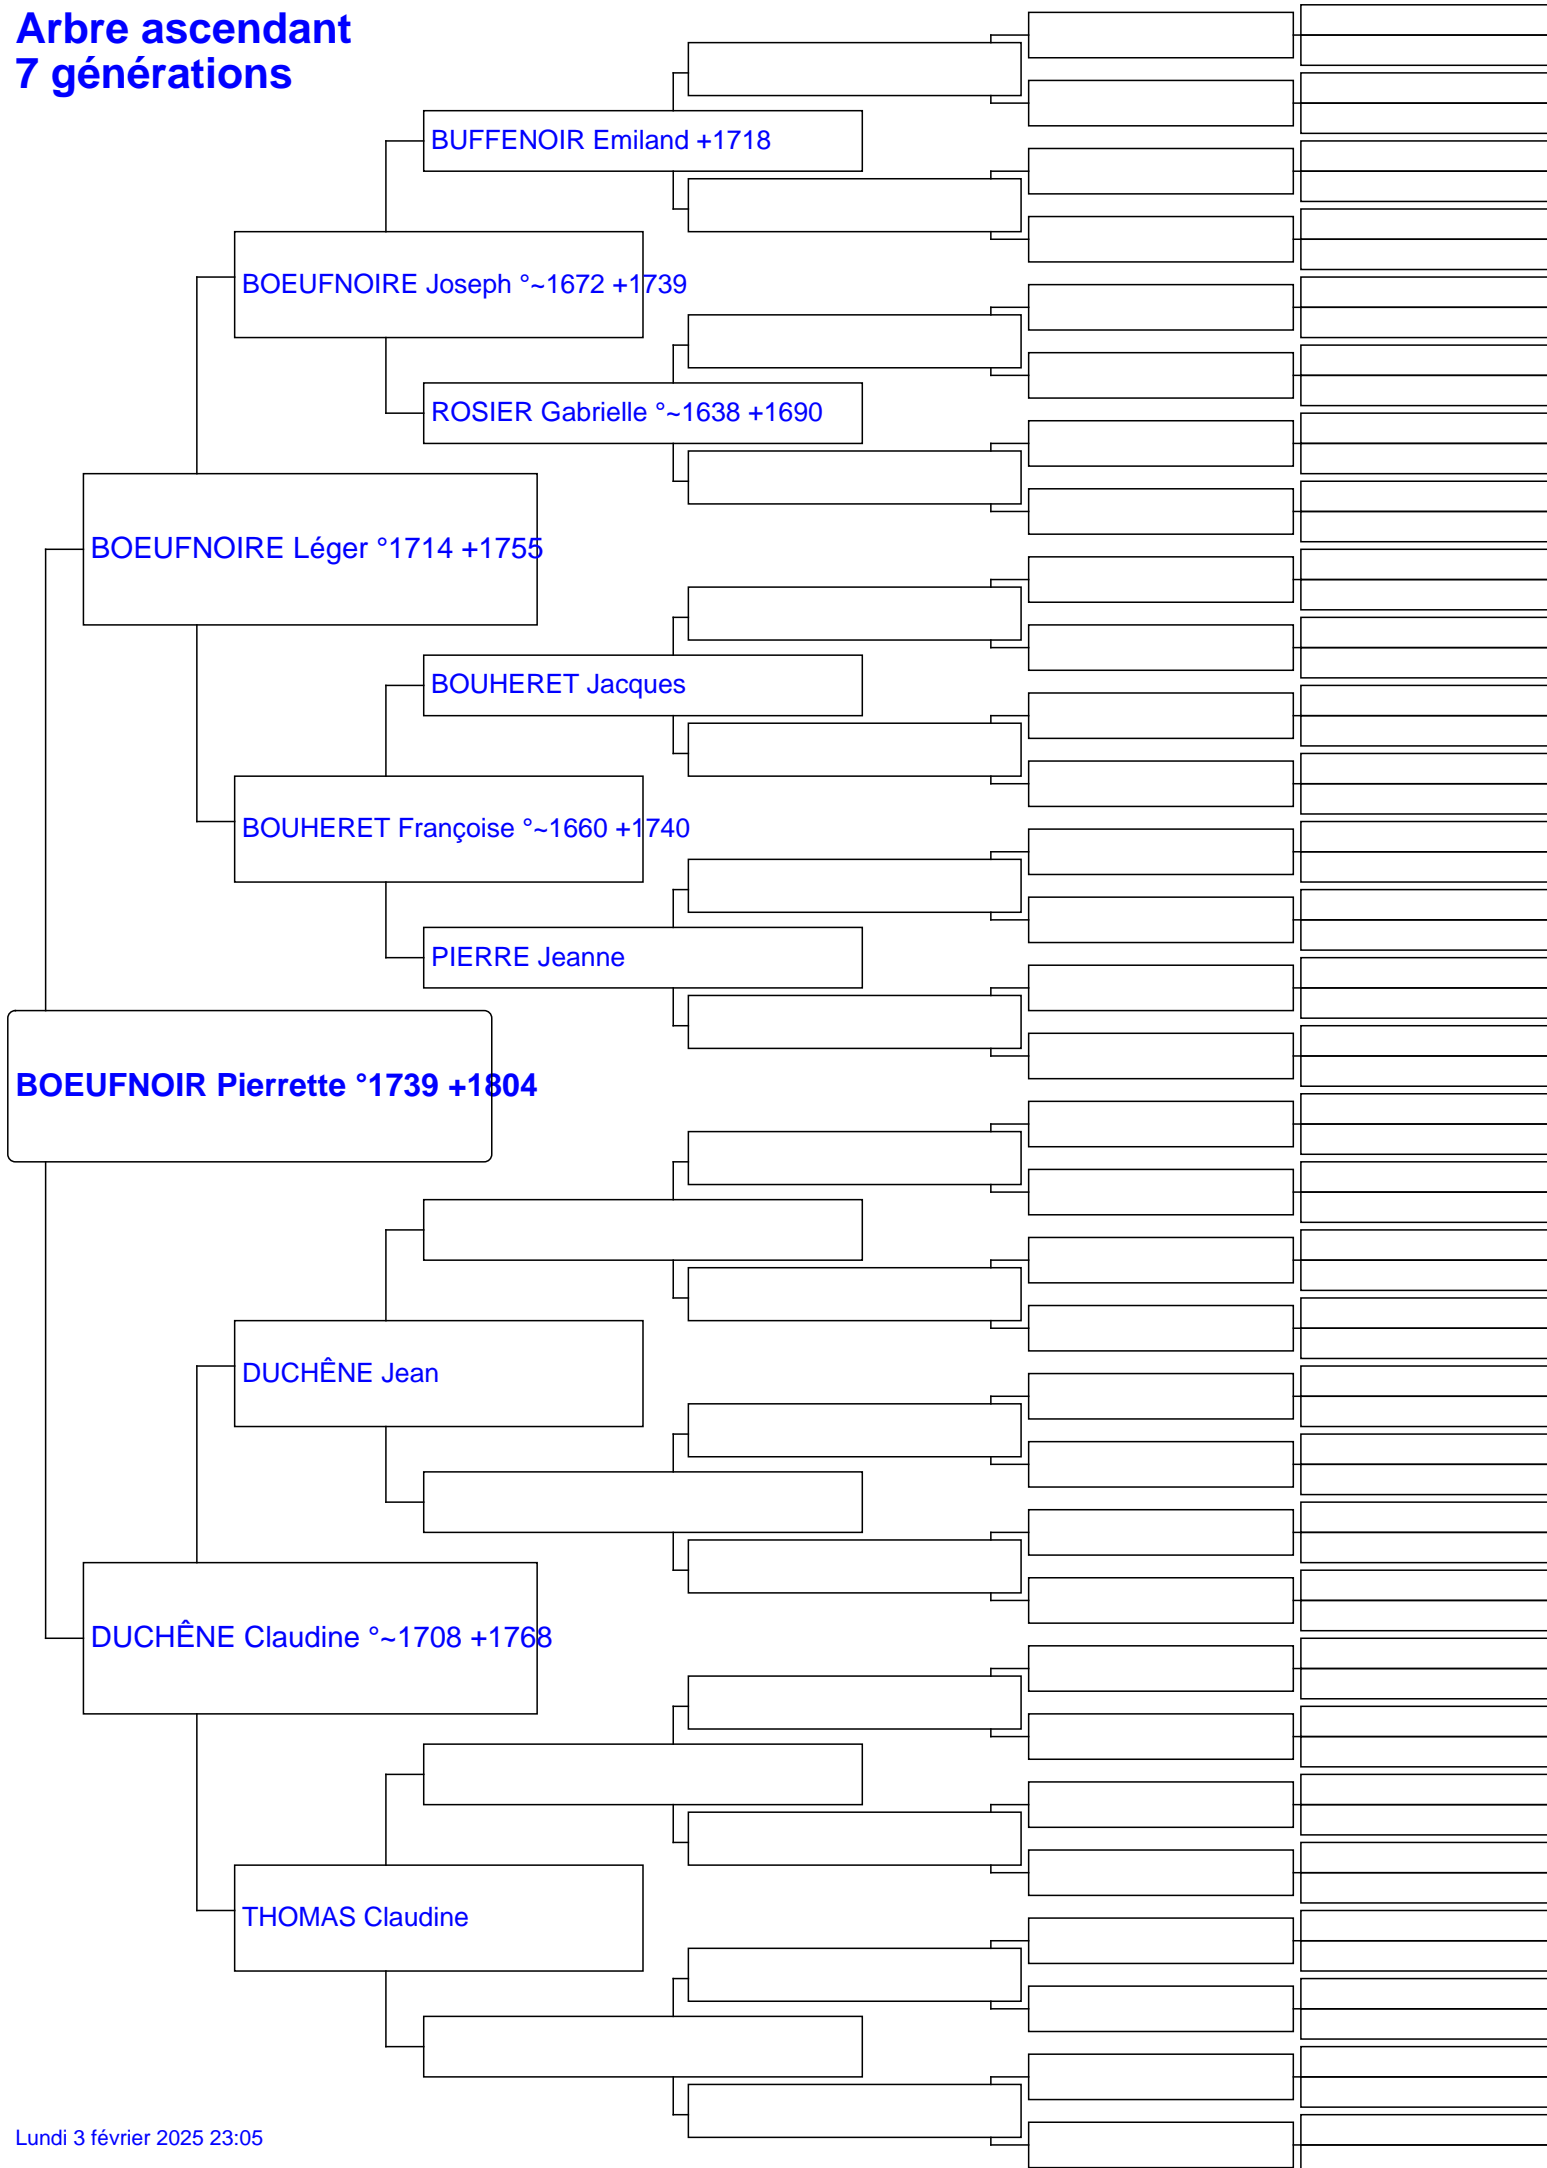 Arbre ascendant
7 générations
BUFFENOIR Emiland +1718
BOEUFNOIRE Joseph °~1672 +1739
ROSIER Gabrielle °~1638 +1690
BOEUFNOIRE Léger °1714 +1755
BOUHERET Jacques
BOUHERET Françoise °~1660 +1740
PIERRE Jeanne
BOEUFNOIR Pierrette °1739 +1804
DUCHÊNE Jean
DUCHÊNE Claudine °~1708 +1768
THOMAS Claudine
Lundi 3 février 2025 23:05